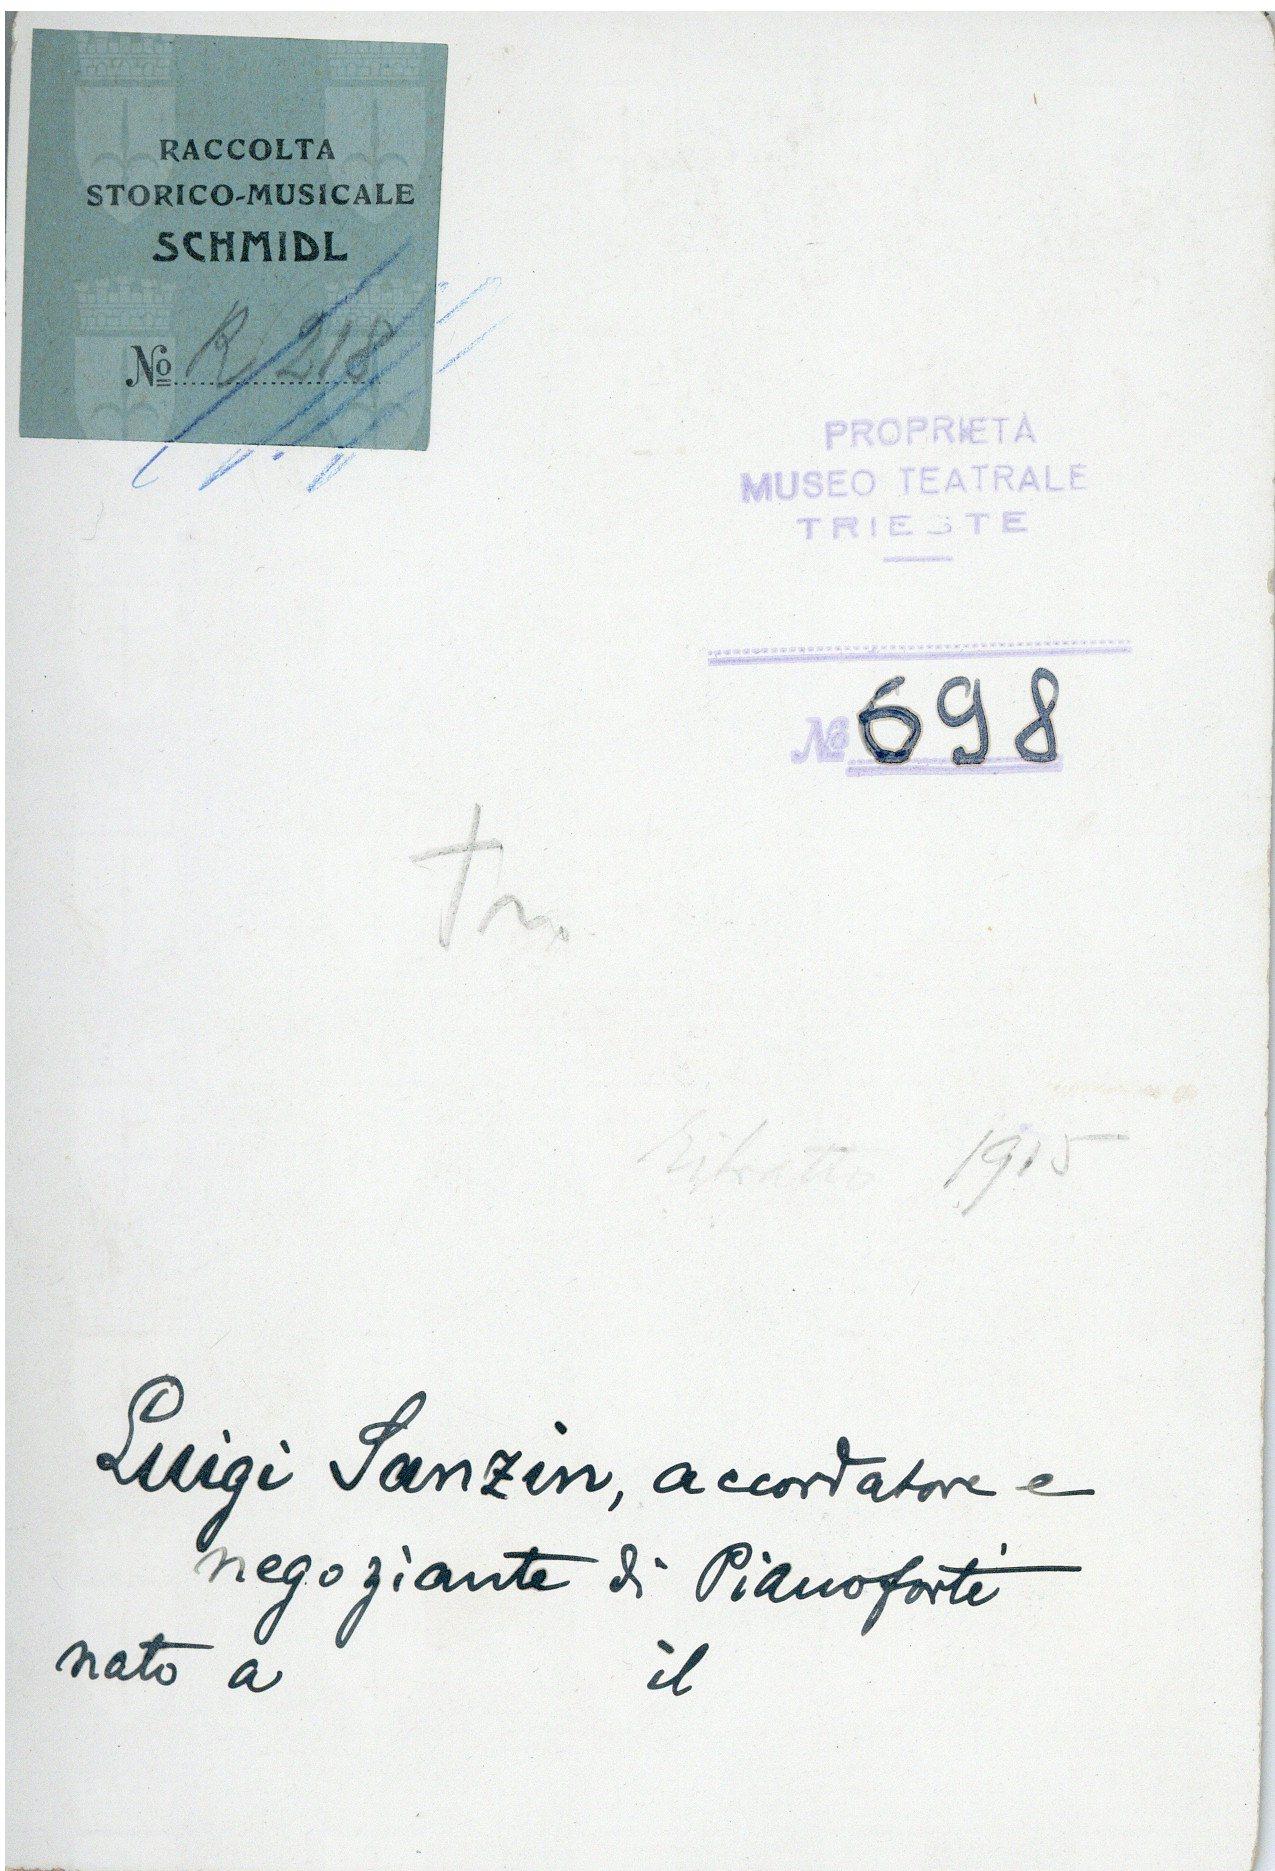 RACCOLTA
STORICO-MUSICALE
SCHMIDL
No R/218
PROPRIETÀ
MUSEO TEATRALE
TRIESTE
No 698
Ritratto 1915
Luigi Sanzin, accordatore e
negoziante di Pianoforti
nato a il